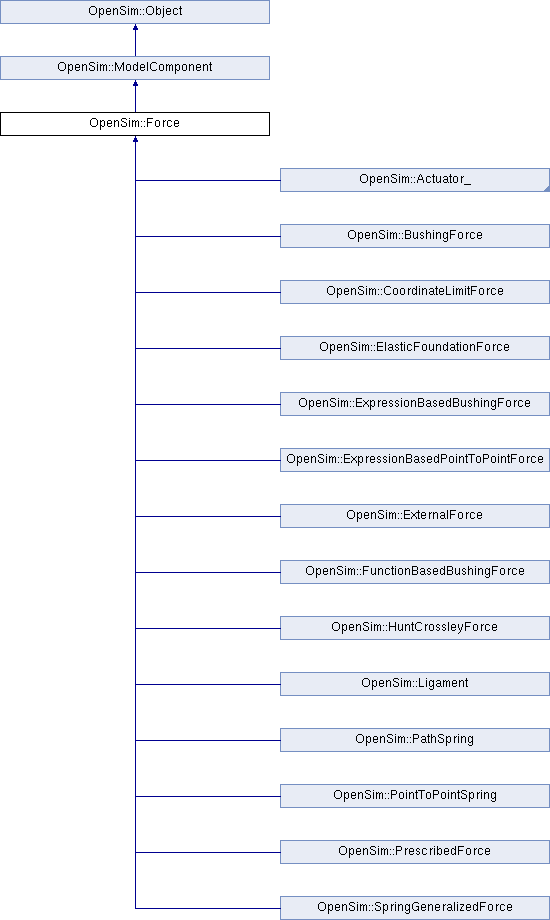 OpenSim::Object
OpenSim::ModelComponent
OpenSim::Force
OpenSim::Actuator_
OpenSim::BushingForce
OpenSim::CoordinateLimitForce
OpenSim::ElasticFoundationForce
OpenSim::ExpressionBasedBushingForce
OpenSim::ExpressionBasedPointToPointForce
OpenSim::ExternalForce
OpenSim::FunctionBasedBushingForce
OpenSim::HuntCrossleyForce
OpenSim::Ligament
OpenSim::PathSpring
OpenSim::PointToPointSpring
OpenSim::PrescribedForce
OpenSim::SpringGeneralizedForce